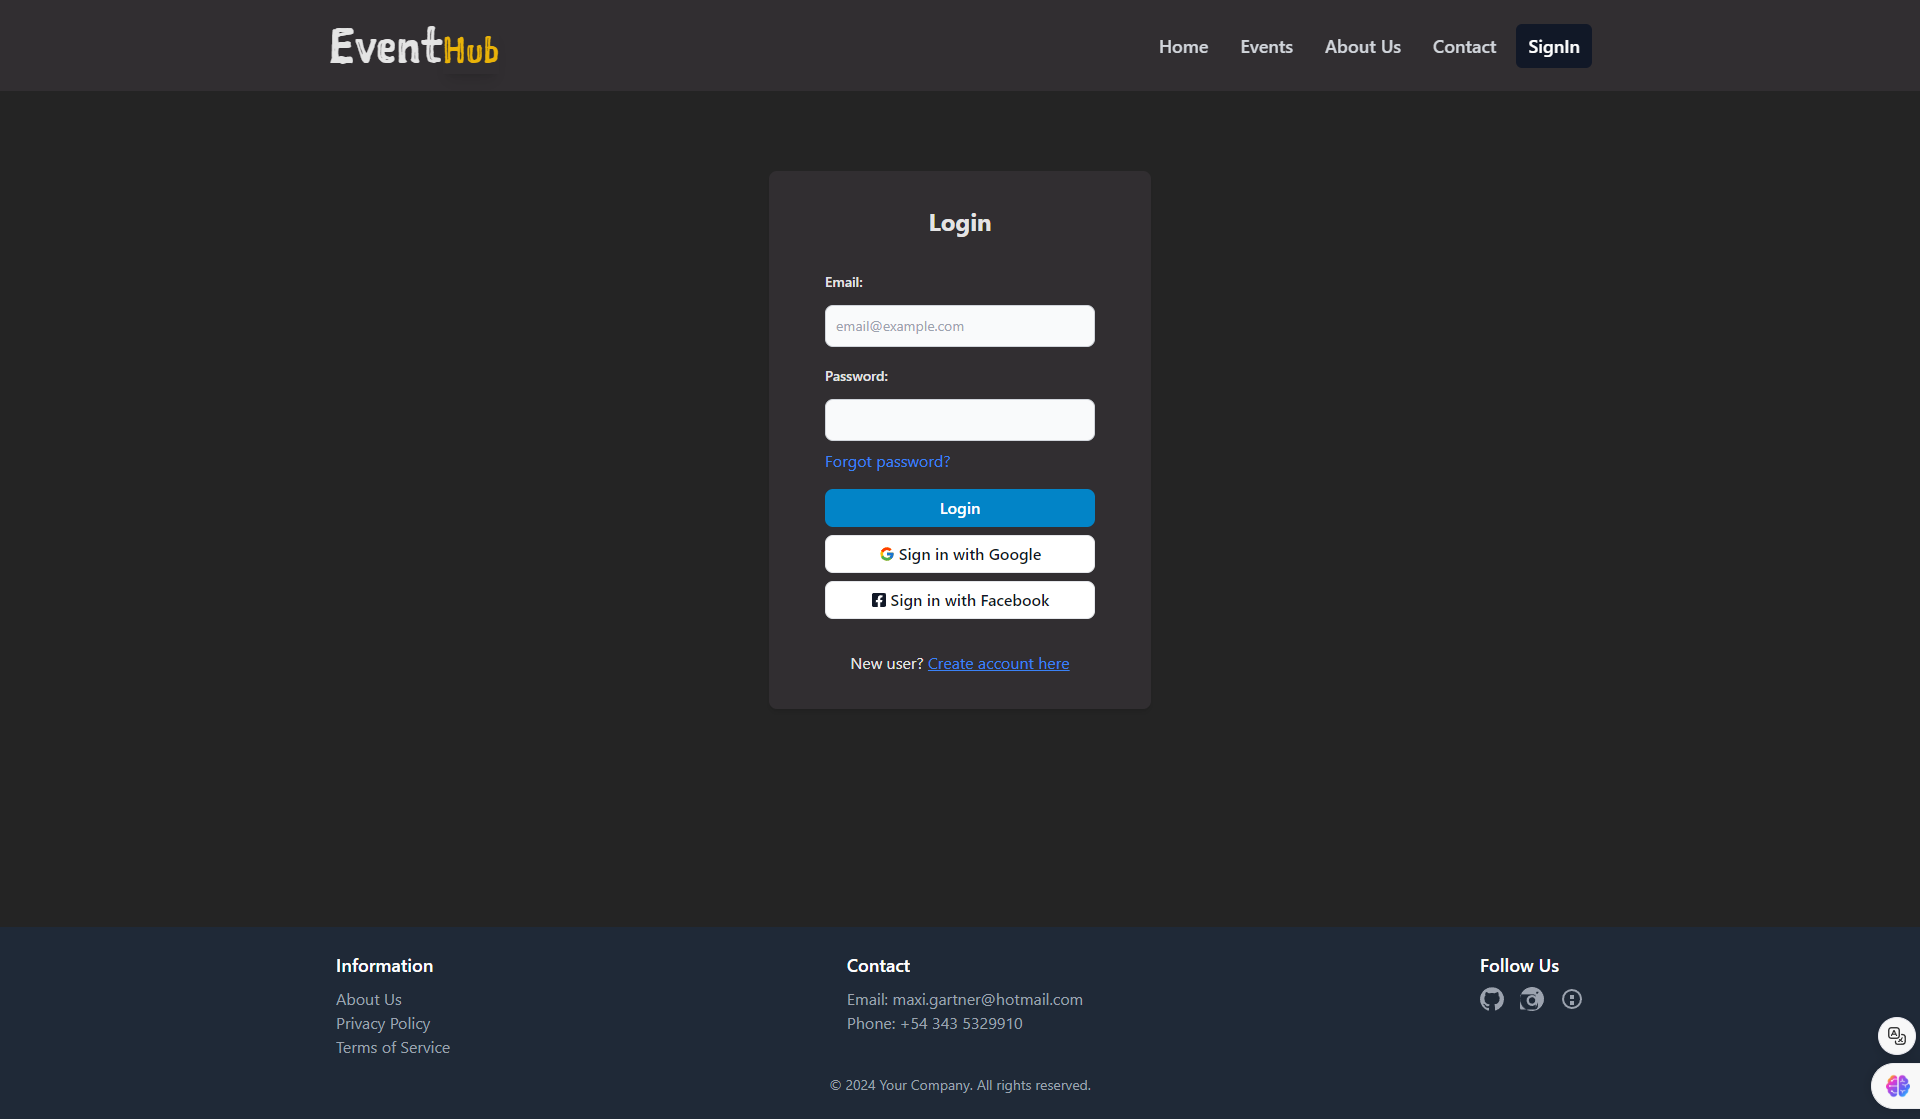 EventHub
Home Events About Us Contact SignIn
Login
Email:
email@example.com
Password:
Forgot password?
Login
Sign in with Google
Sign in with Facebook
New user? Create account here
Information
About Us
Privacy Policy
Terms of Service
Contact
Email: maxi.gartner@hotmail.com
Phone: +54 343 5329910
Follow Us
© 2024 Your Company. All rights reserved.